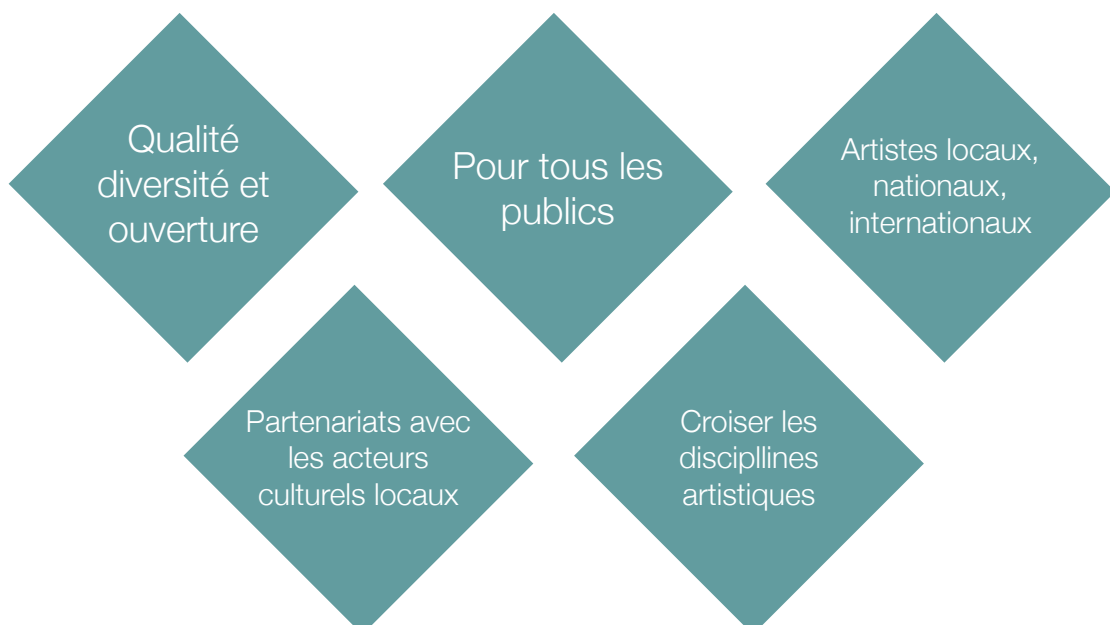 Qualité
diversité et
ouverture
Pour tous les
publics
Artistes locaux,
nationaux,
internationaux
Partenariats avec
les acteurs
culturels locaux
Croiser les
discipllines
artistiques